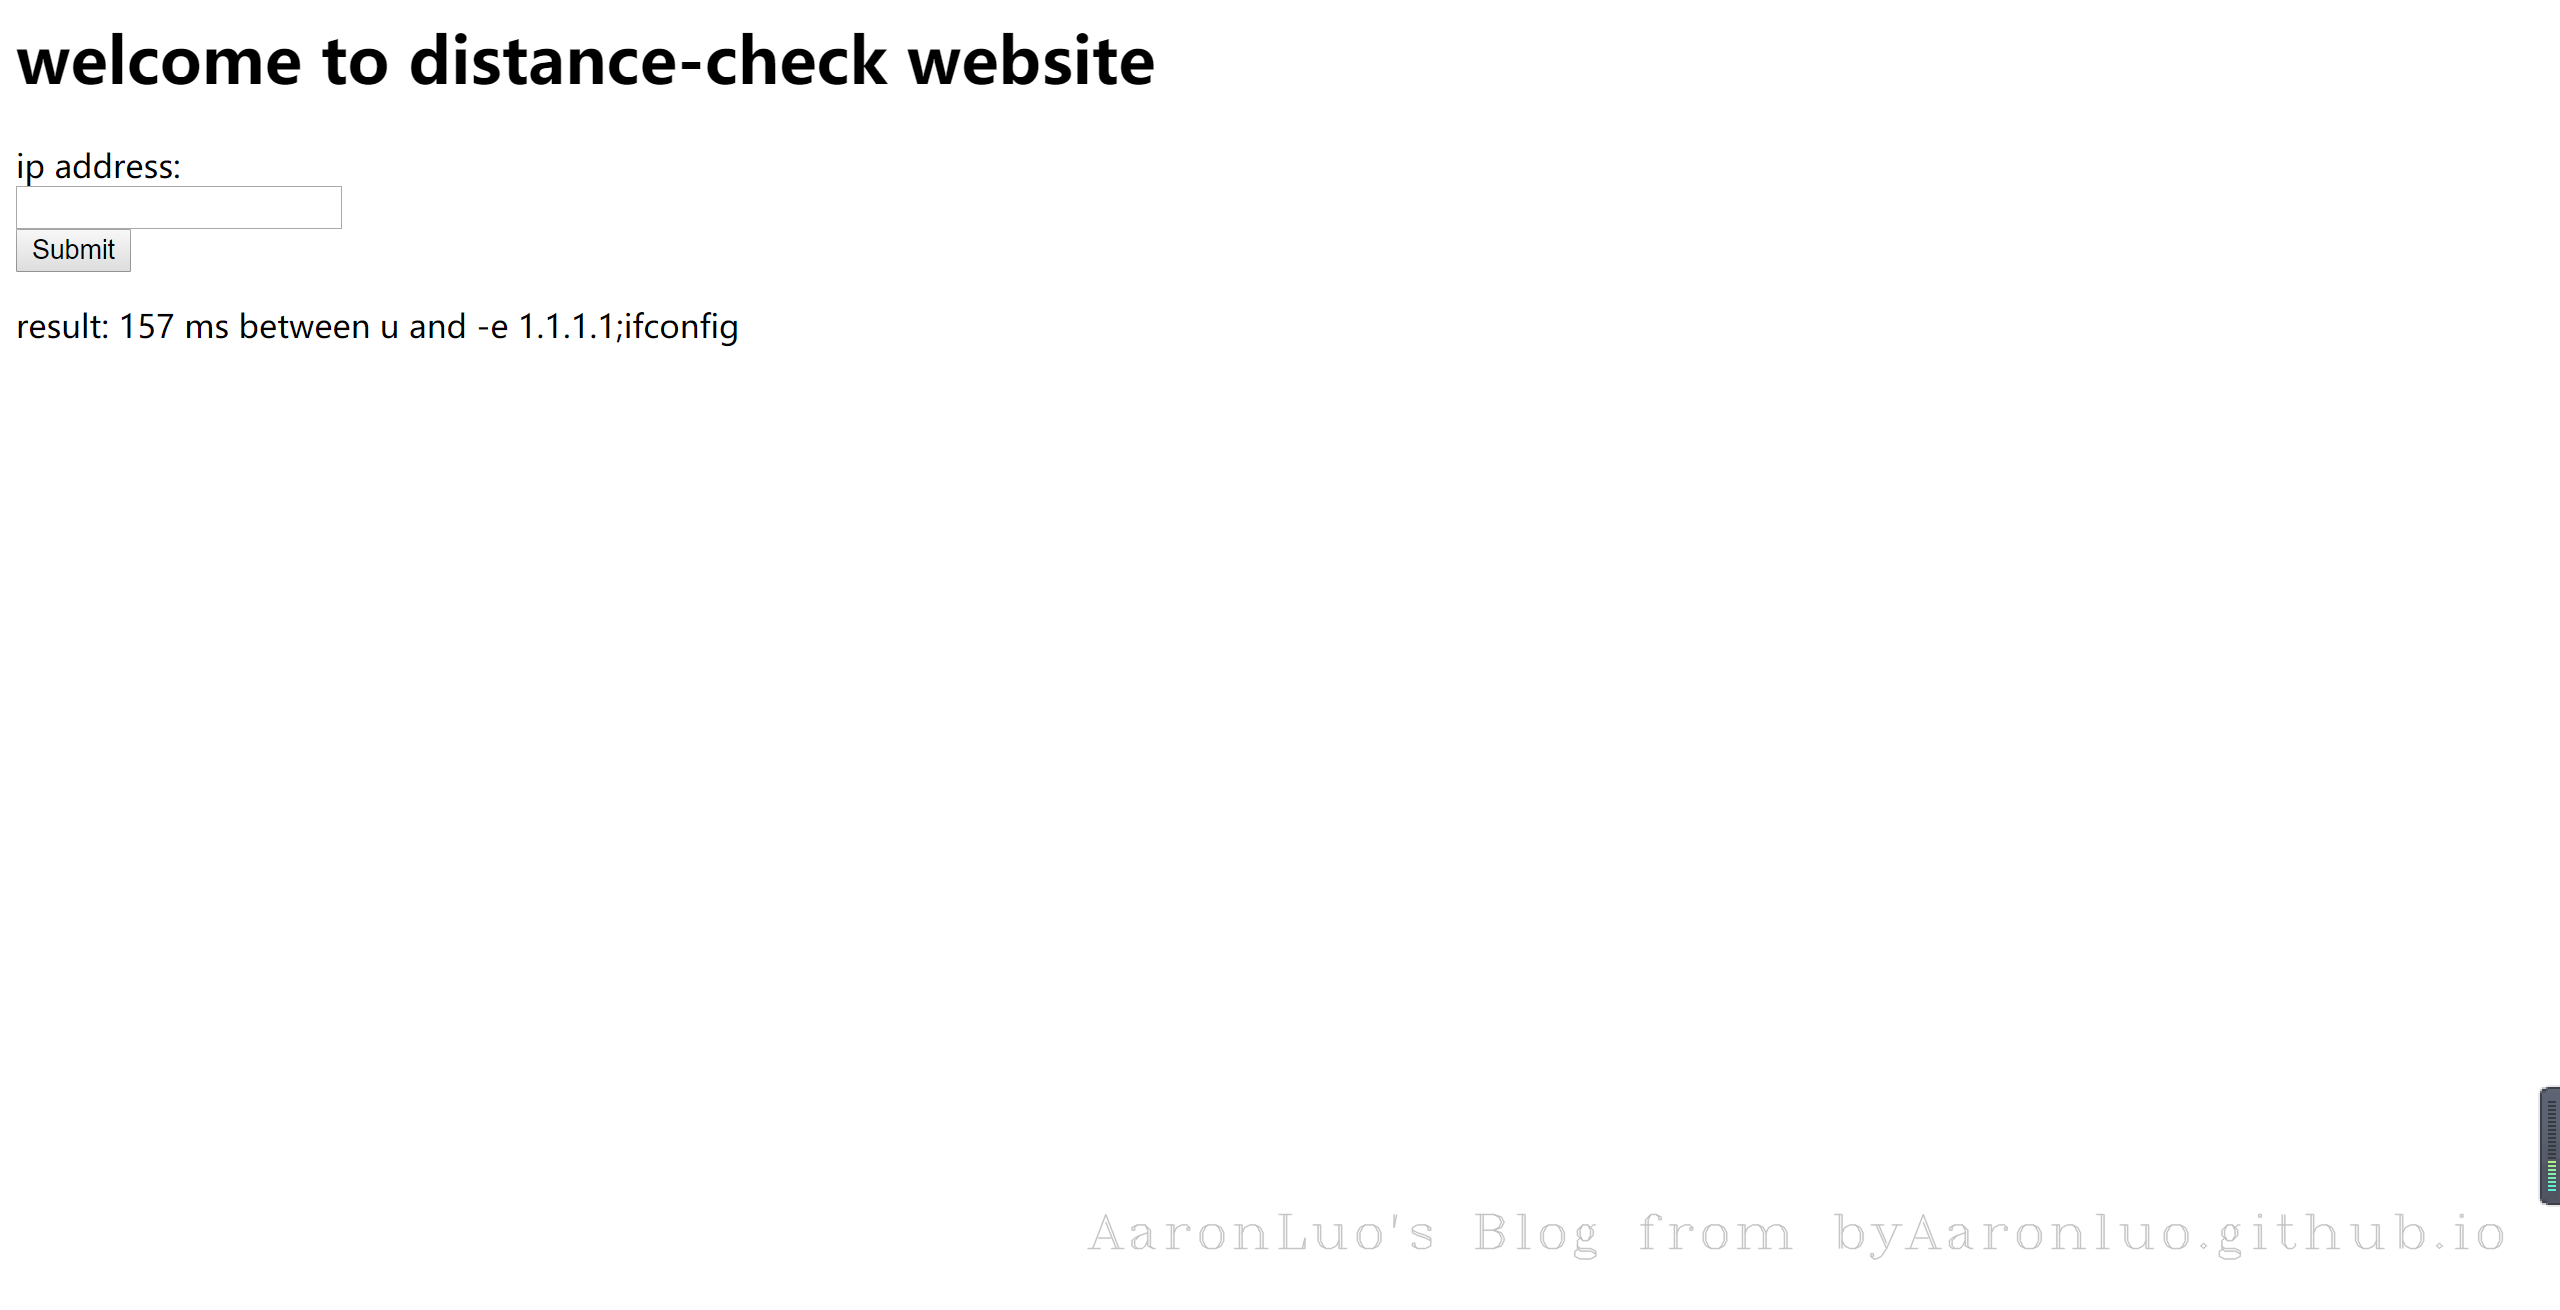 welcome to distance-check website
ip address:
Submit
result: 157 ms between u and -e 1.1.1.1;ifconfig
AaronLuo's Blog from byAaronluo.github.io